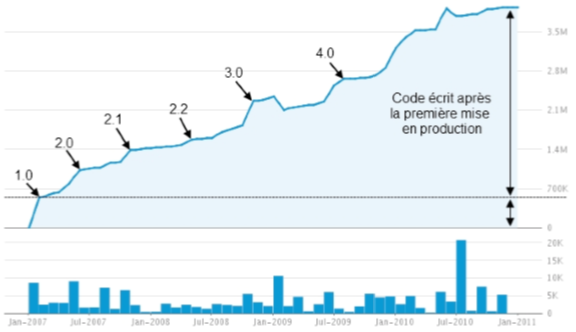 4.0
3.0
2.2
2.1
2.0
1.0
Code écrit après
la première mise
en production
3.5M
2.8M
2.1M
1.4M
700K
0
20K
15K
10K
5K
0
Jan-2007 Jul-2007 Jan-2008 Jul-2008 Jan-2009 Jul-2009 Jan-2010 Jul-2010 Jan-2011